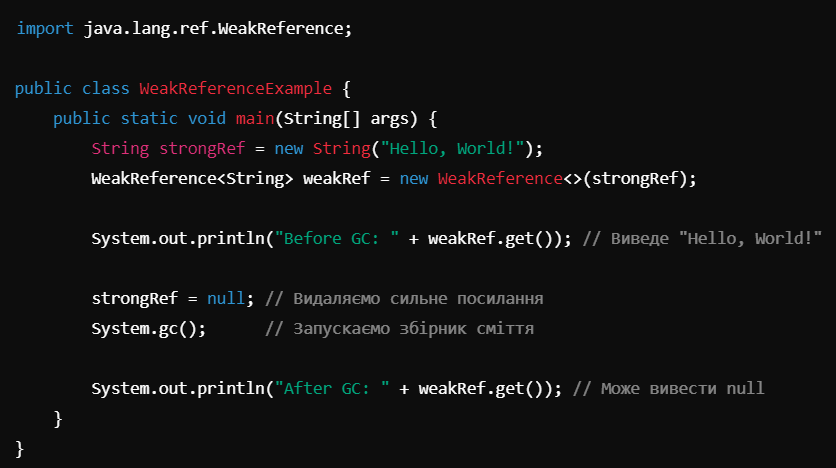 import java.lang.ref.WeakReference;
public class WeakReferenceExample {
    public static void main(String[] args) {
        String strongRef = new String("Hello, World!");
        WeakReference<String> weakRef = new WeakReference<>(strongRef);
        System.out.println("Before GC: " + weakRef.get()); // Виведе "Hello, World!"
        strongRef = null; // Видаляємо сильне посилання
        System.gc();      // Запускаємо збірник сміття
        System.out.println("After GC: " + weakRef.get()); // Може вивести null
    }
}